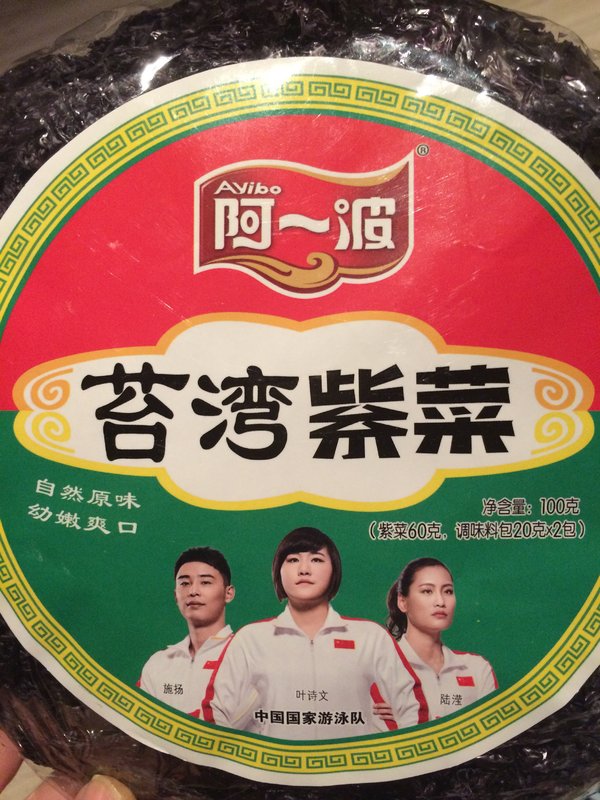 Ayibo
®
阿一波
苔湾紫菜
自然原味
幼嫩爽口
净含量：100克
（紫菜60克，调味料包20克x2包）
施扬
叶诗文
陆滢
中国国家游泳队